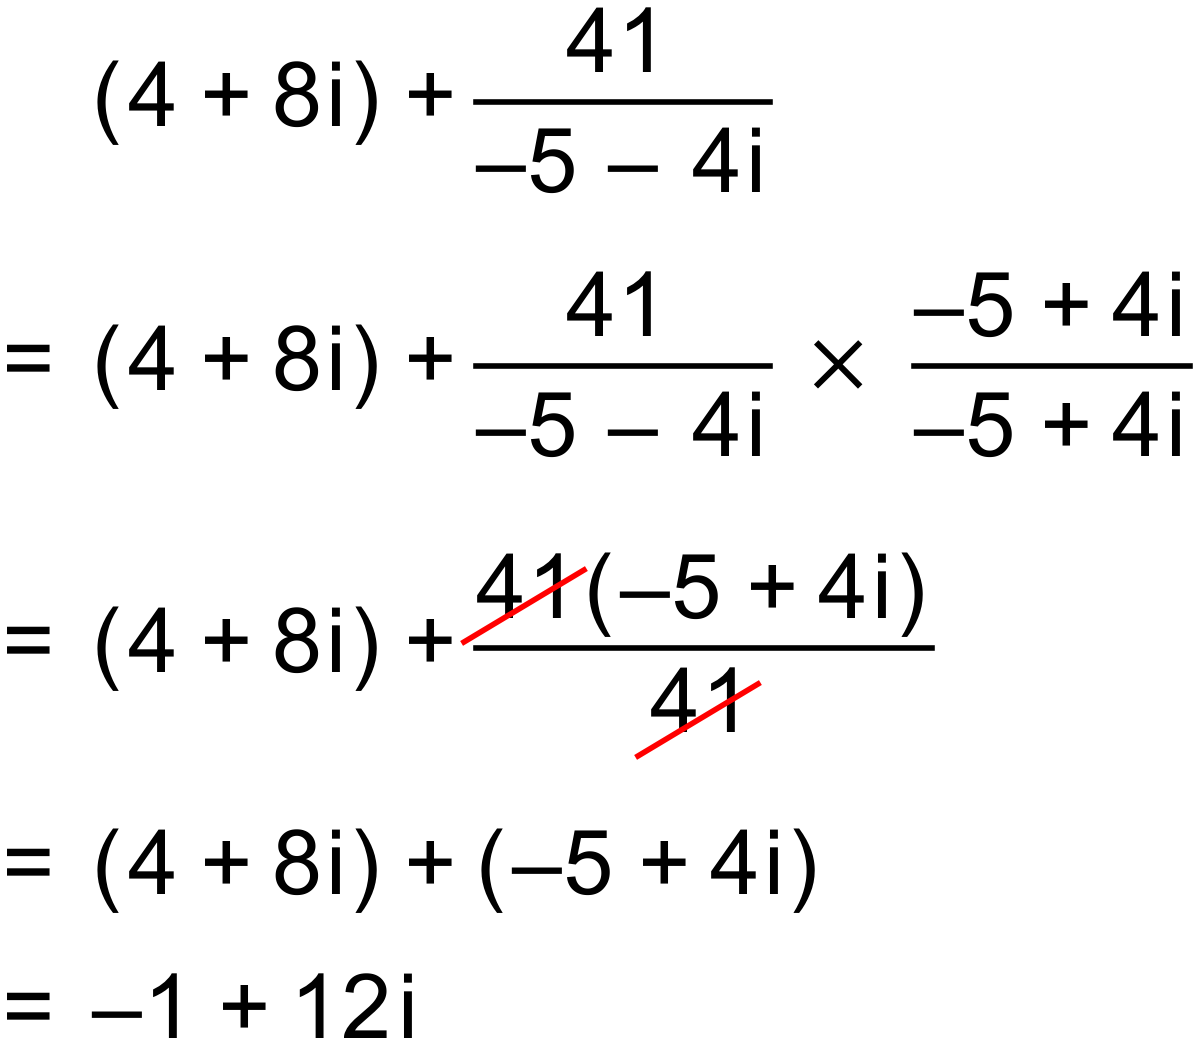 (4 + 8i) + 41/(–5 – 4i)
= (4 + 8i) + 41/(–5 – 4i) × (–5 + 4i)/(–5 + 4i)
= (4 + 8i) + 41(–5 + 4i)/41
= (4 + 8i) + (–5 + 4i)
= –1 + 12i